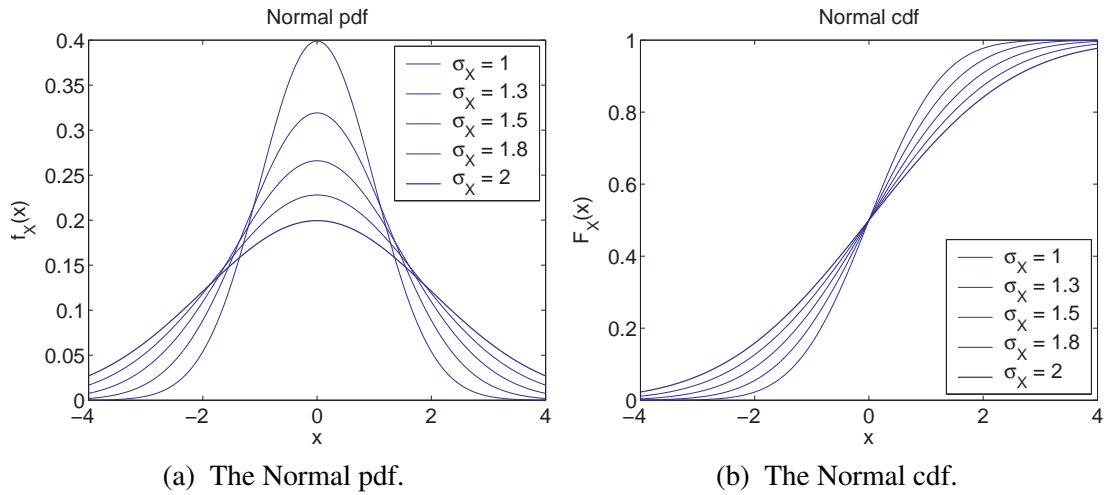 Normal pdf
0.4
0.35
0.3
0.25
0.2
0.15
0.1
0.05
0
f_X(x)
−4
−2
0
2
4
x
σ_X = 1
σ_X = 1.3
σ_X = 1.5
σ_X = 1.8
σ_X = 2
(a) The Normal pdf.
Normal cdf
1
0.8
0.6
0.4
0.2
0
F_X(x)
−4
−2
0
2
4
x
σ_X = 1
σ_X = 1.3
σ_X = 1.5
σ_X = 1.8
σ_X = 2
(b) The Normal cdf.